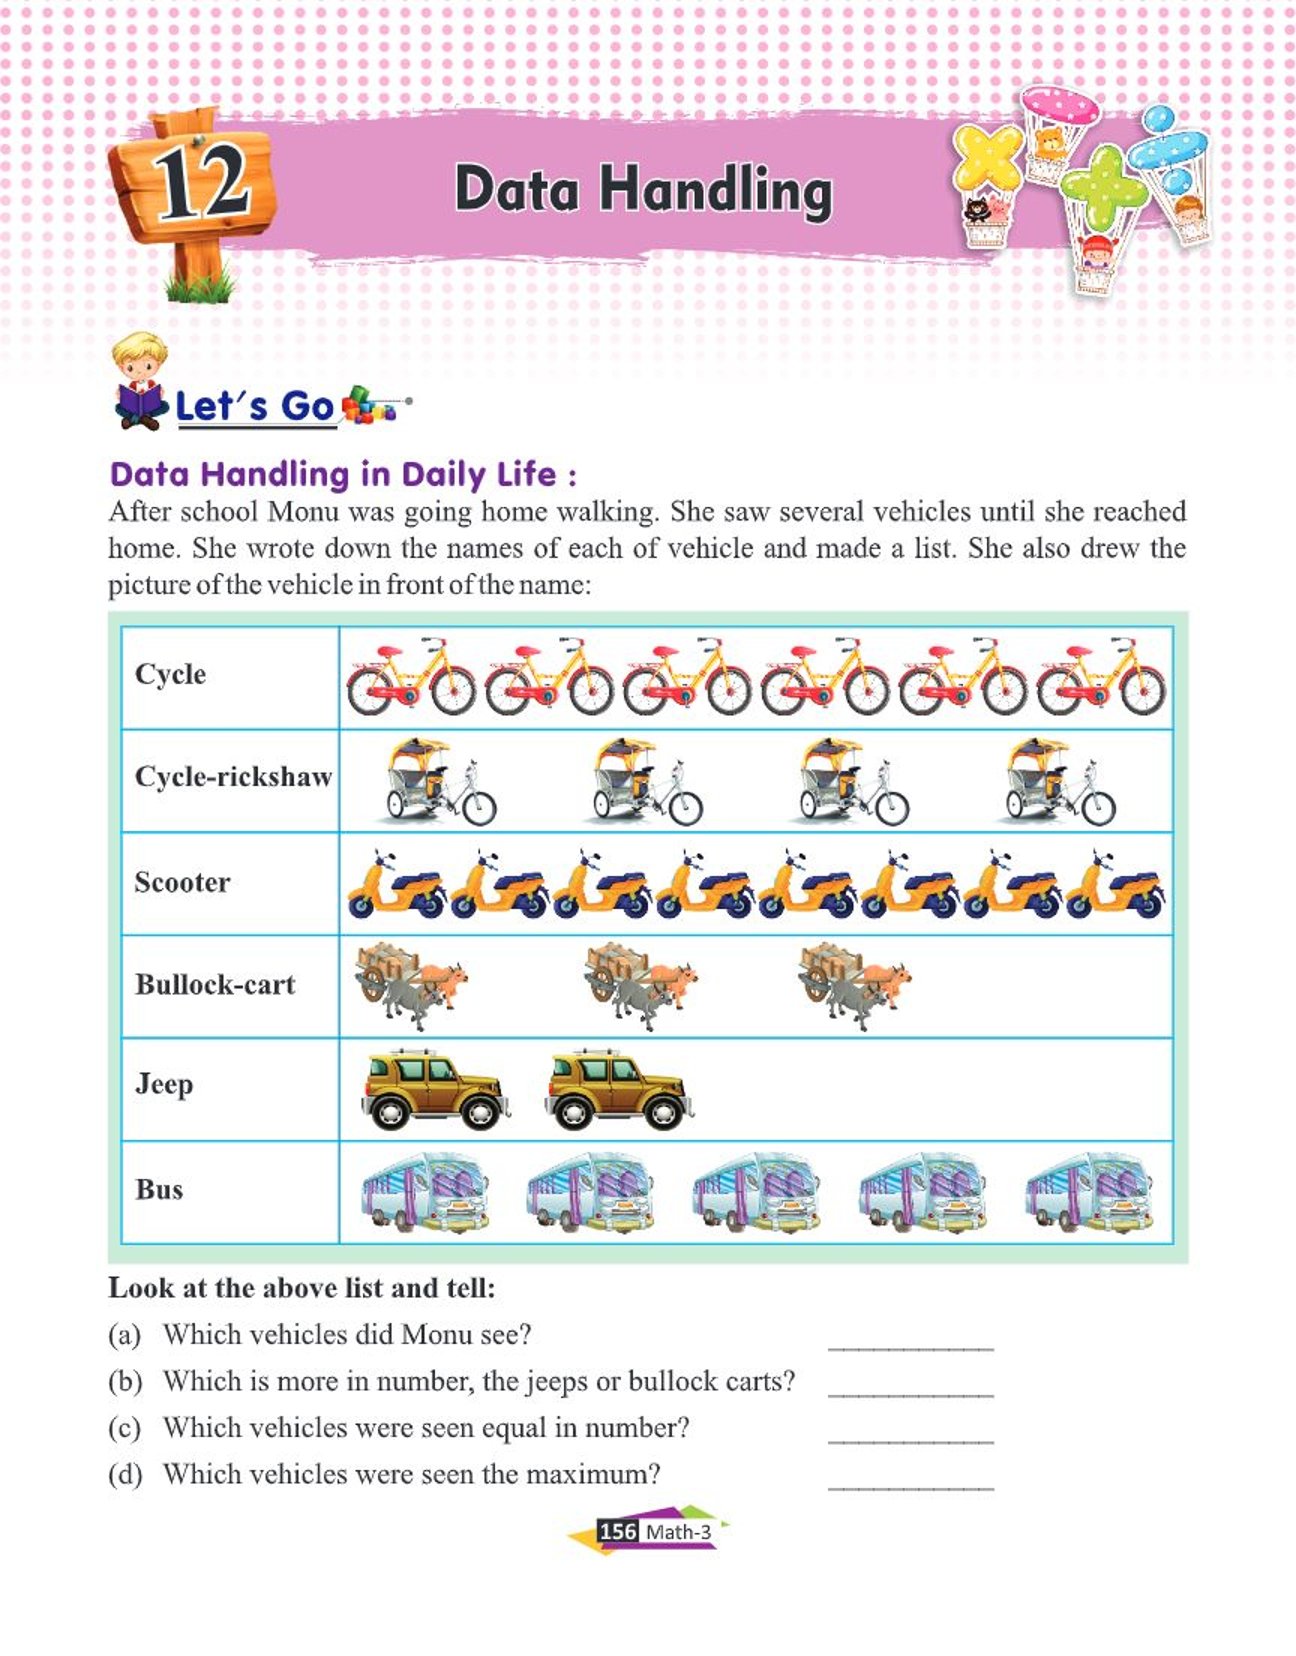 12
Data Handling
Let's Go
Data Handling in Daily Life :
After school Monu was going home walking. She saw several vehicles until she reached
home. She wrote down the names of each of vehicle and made a list. She also drew the
picture of the vehicle in front of the name:
Cycle
Cycle-rickshaw
Scooter
Bullock-cart
Jeep
Bus
Look at the above list and tell:
(a) Which vehicles did Monu see?
(b) Which is more in number, the jeeps or bullock carts?
(c) Which vehicles were seen equal in number?
(d) Which vehicles were seen the maximum?
156 Math-3